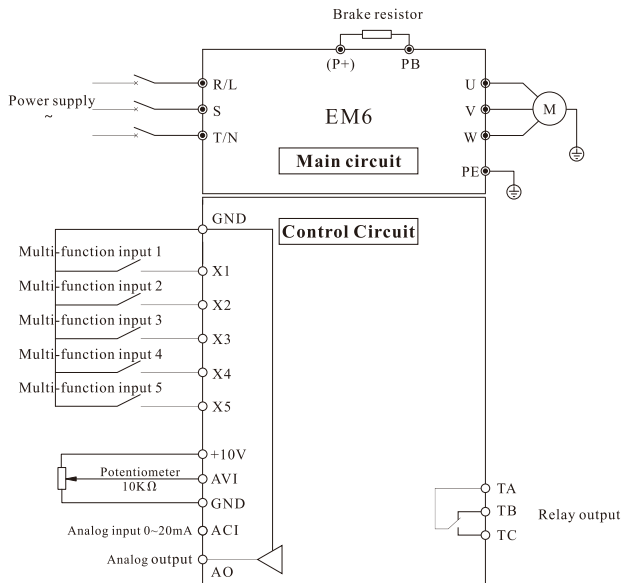 Brake resistor
(P+) PB
R/L
Power supply
~
S
T/N
EM6
Main circuit
U
V
W
M
PE
GND
Control Circuit
Multi-function input 1
X1
Multi-function input 2
X2
Multi-function input 3
X3
Multi-function input 4
X4
Multi-function input 5
X5
+10V
Potentiometer
10KΩ
AVI
GND
Analog input 0~20mA ACI
Analog output
AO
TA
TB
TC
Relay output